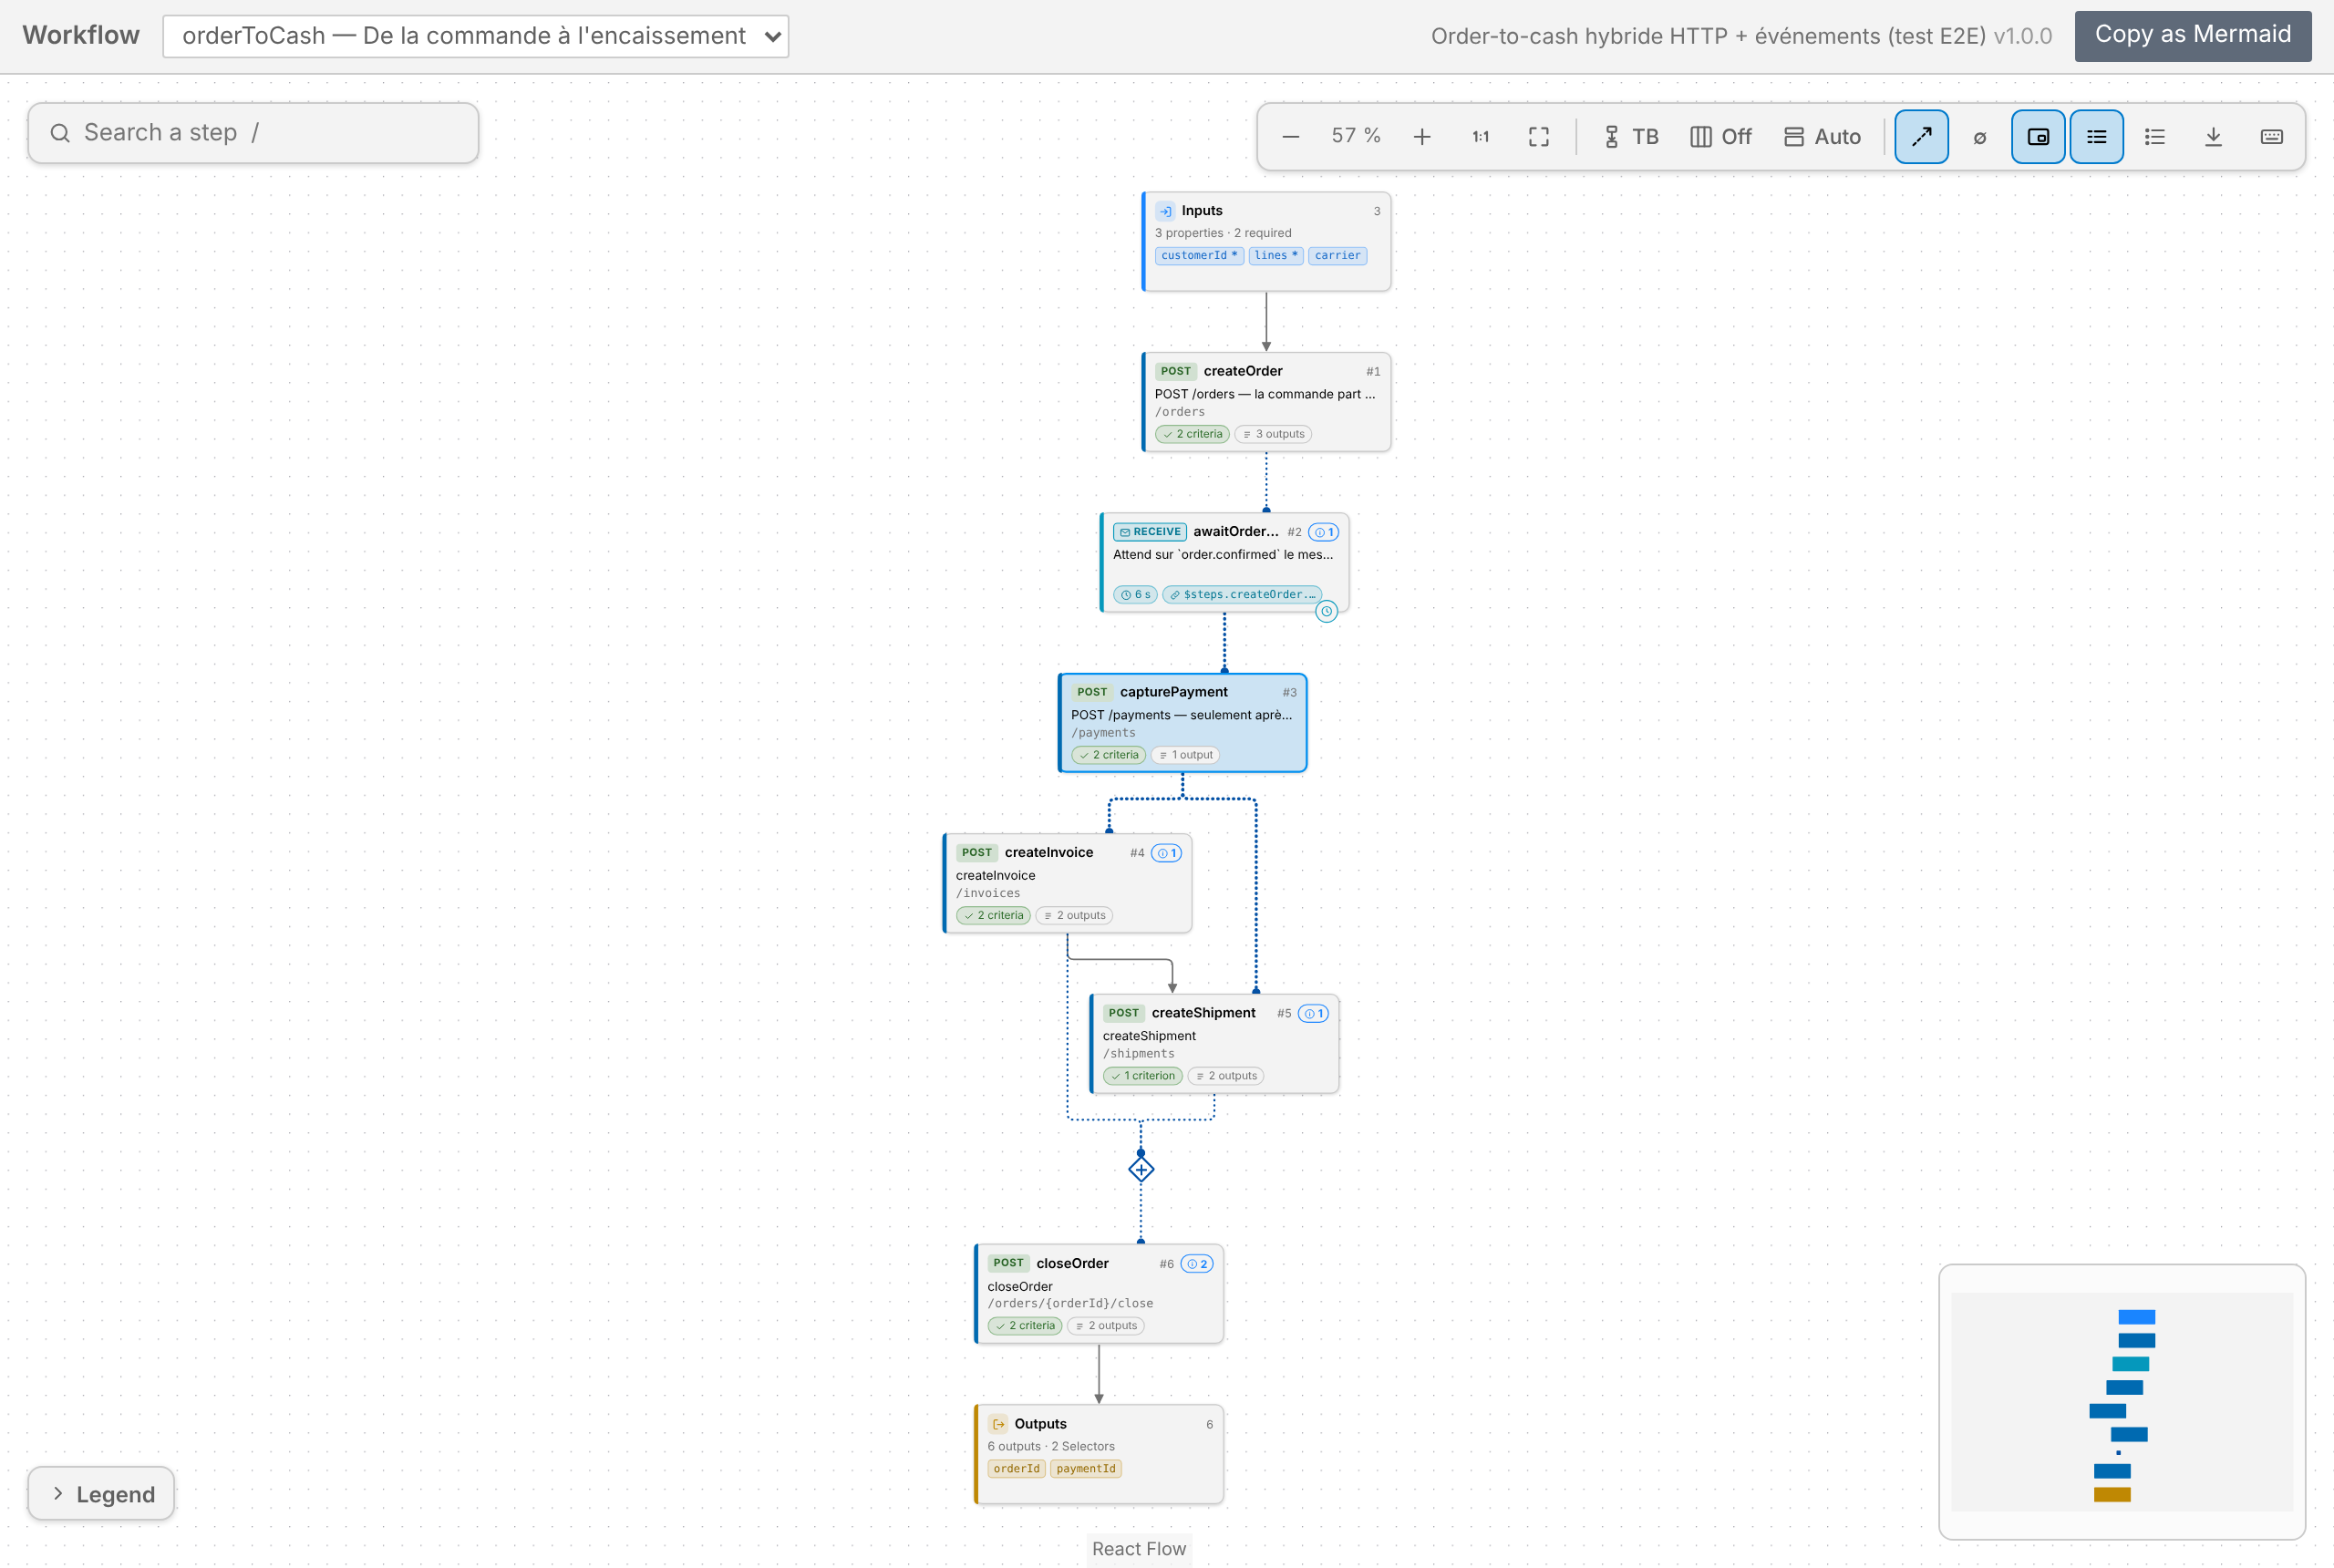 Workflow
orderToCash — De la commande à l'encaissement
Order-to-cash hybride HTTP + événements (test E2E) v1.0.0
Copy as Mermaid
Search a step /
57 %
1:1
TB
Off
Auto
Inputs 3
3 properties · 2 required
customerId * lines * carrier
POST createOrder #1
POST /orders — la commande part ...
/orders
2 criteria 3 outputs
RECEIVE awaitOrder... #2 1
Attend sur `order.confirmed` le mes...
6 s $steps.createOrder.…
POST capturePayment #3
POST /payments — seulement aprè...
/payments
2 criteria 1 output
POST createInvoice #4 1
createInvoice
/invoices
2 criteria 2 outputs
POST createShipment #5 1
createShipment
/shipments
1 criterion 2 outputs
POST closeOrder #6 2
closeOrder
/orders/{orderId}/close
2 criteria 2 outputs
Outputs 6
6 outputs · 2 Selectors
orderId paymentId
Legend
React Flow